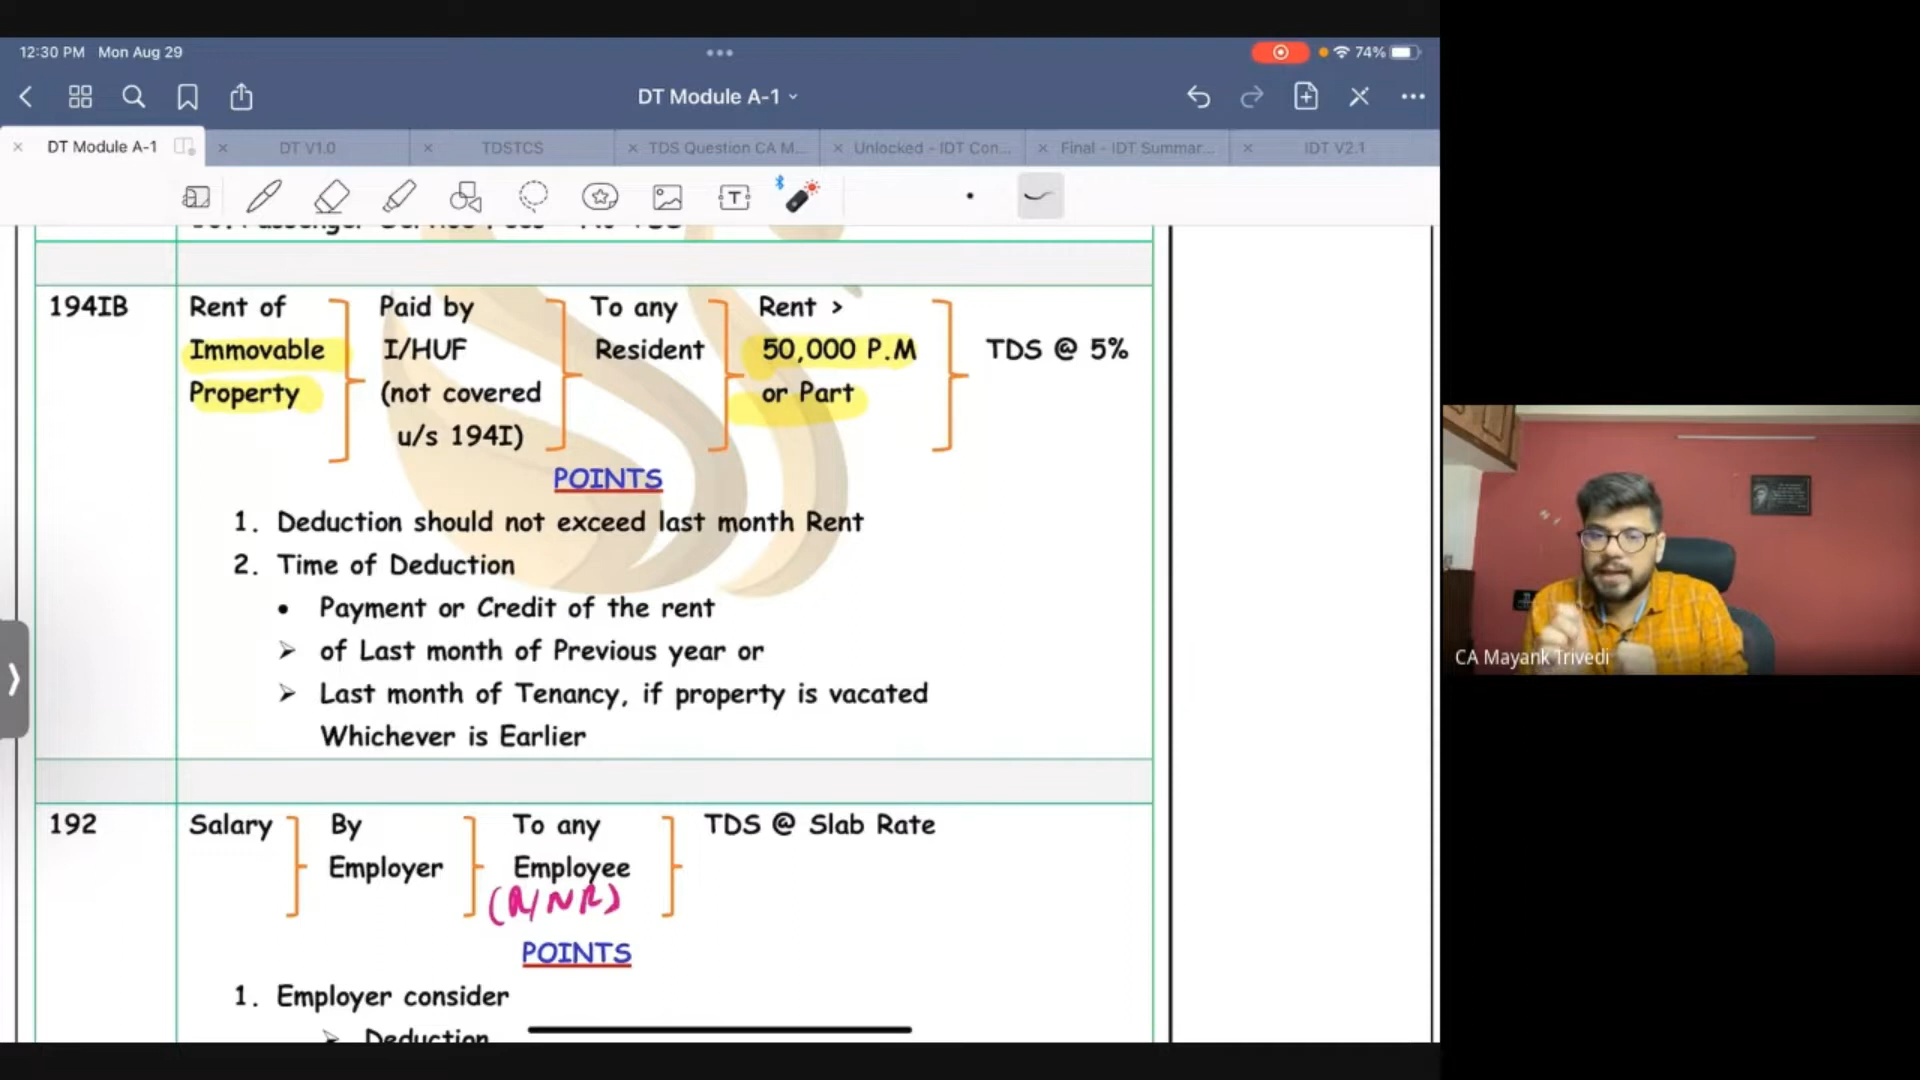 12:30 PM Mon Aug 29
74%
DT Module A-1
DT Module A-1
DT V1.0
TDSTCS
TDS Question CA M...
Unlocked - IDT Con...
Final - IDT Summar...
IDT V2.1
194IB
Rent of
Immovable
Property
Paid by
I/HUF
(not covered
u/s 194I)
To any
Resident
Rent >
50,000 P.M
or Part
TDS @ 5%
POINTS
1. Deduction should not exceed last month Rent
2. Time of Deduction
• Payment or Credit of the rent
➢ of Last month of Previous year or
➢ Last month of Tenancy, if property is vacated
Whichever is Earlier
192
Salary
By
Employer
To any
Employee
(R/NR)
TDS @ Slab Rate
POINTS
1. Employer consider
➢ Deduction
CA Mayank Trivedi